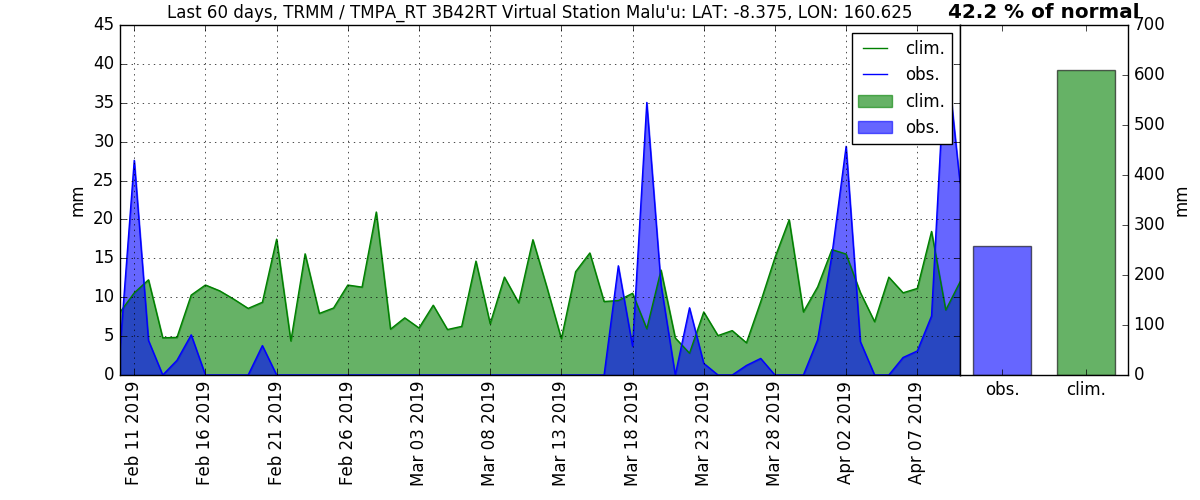 Last 60 days, TRMM / TMPA_RT 3B42RT Virtual Station Malu'u: LAT: -8.375, LON: 160.625
42.2 % of normal
45
40
35
30
25
20
15
10
5
0
mm
clim.
obs.
clim.
obs.
Feb 11 2019
Feb 16 2019
Feb 21 2019
Feb 26 2019
Mar 03 2019
Mar 08 2019
Mar 13 2019
Mar 18 2019
Mar 23 2019
Mar 28 2019
Apr 02 2019
Apr 07 2019
700
600
500
400
300
200
100
0
mm
obs.
clim.